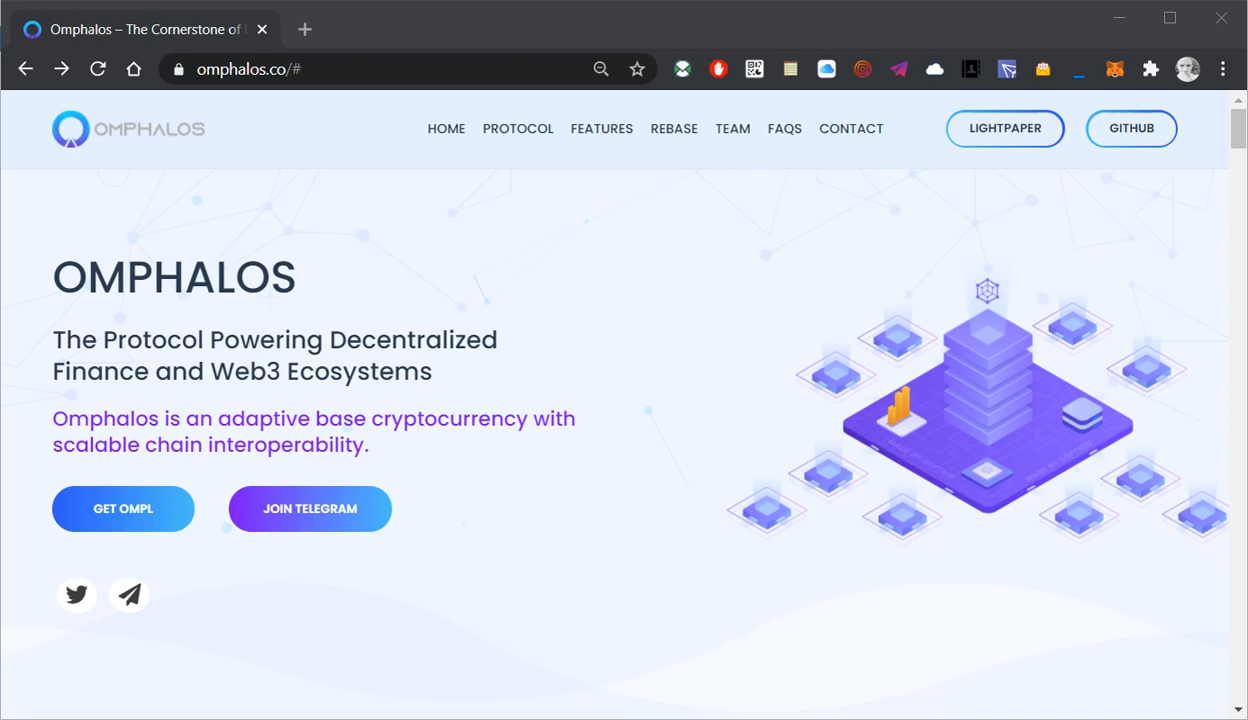 Omphalos – The Cornerstone of
omphalos.co/#
OMPHALOS
HOME PROTOCOL FEATURES REBASE TEAM FAQS CONTACT LIGHTPAPER GITHUB
OMPHALOS
The Protocol Powering Decentralized
Finance and Web3 Ecosystems
Omphalos is an adaptive base cryptocurrency with
scalable chain interoperability.
GET OMPL JOIN TELEGRAM